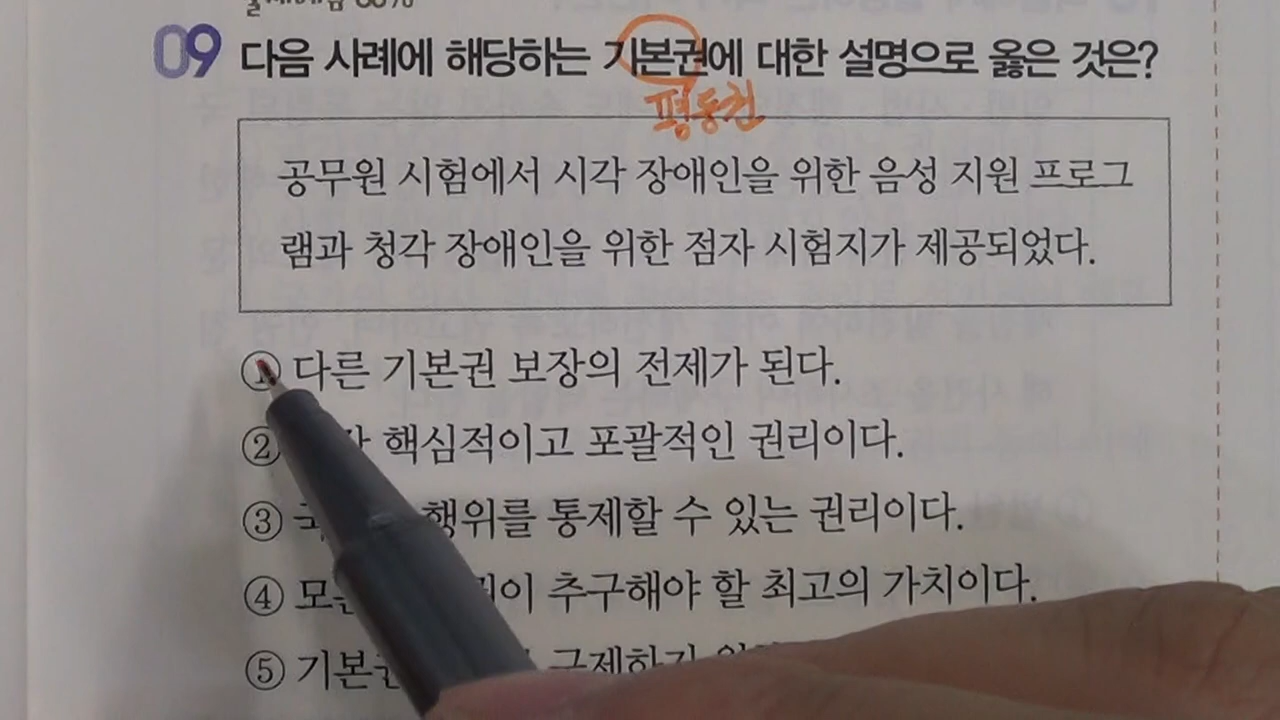 09 다음 사례에 해당하는 기본권에 대한 설명으로 옳은 것은?
평등권
공무원 시험에서 시각 장애인을 위한 음성 지원 프로그
램과 청각 장애인을 위한 점자 시험지가 제공되었다.
① 다른 기본권 보장의 전제가 된다.
② 핵심적이고 포괄적인 권리이다.
③ 행위를 통제할 수 있는 권리이다.
④ 추구해야 할 최고의 가치이다.
⑤ 구제하기